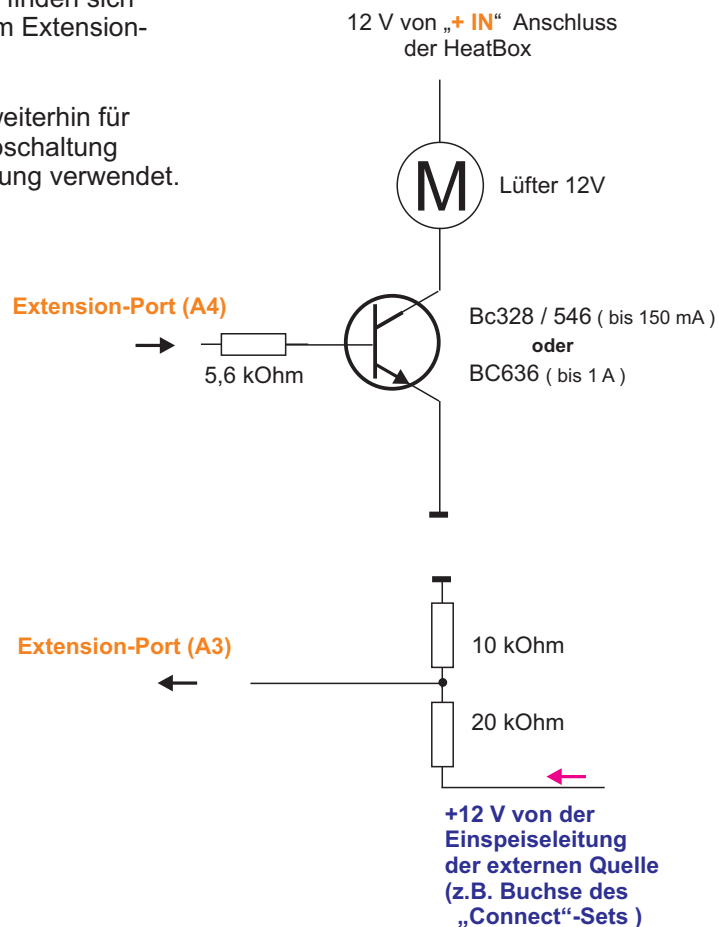 finden sich
m Extension-
weiterhin für
bschaltung
ung verwendet.
12 V von „+ IN“ Anschluss
der HeatBox
M
Lüfter 12V
Extension-Port (A4)
5,6 kOhm
Bc328 / 546 ( bis 150 mA )
oder
BC636 ( bis 1 A )
Extension-Port (A3)
10 kOhm
20 kOhm
+12 V von der
Einspeiseleitung
der externen Quelle
(z.B. Buchse des
„Connect“-Sets )